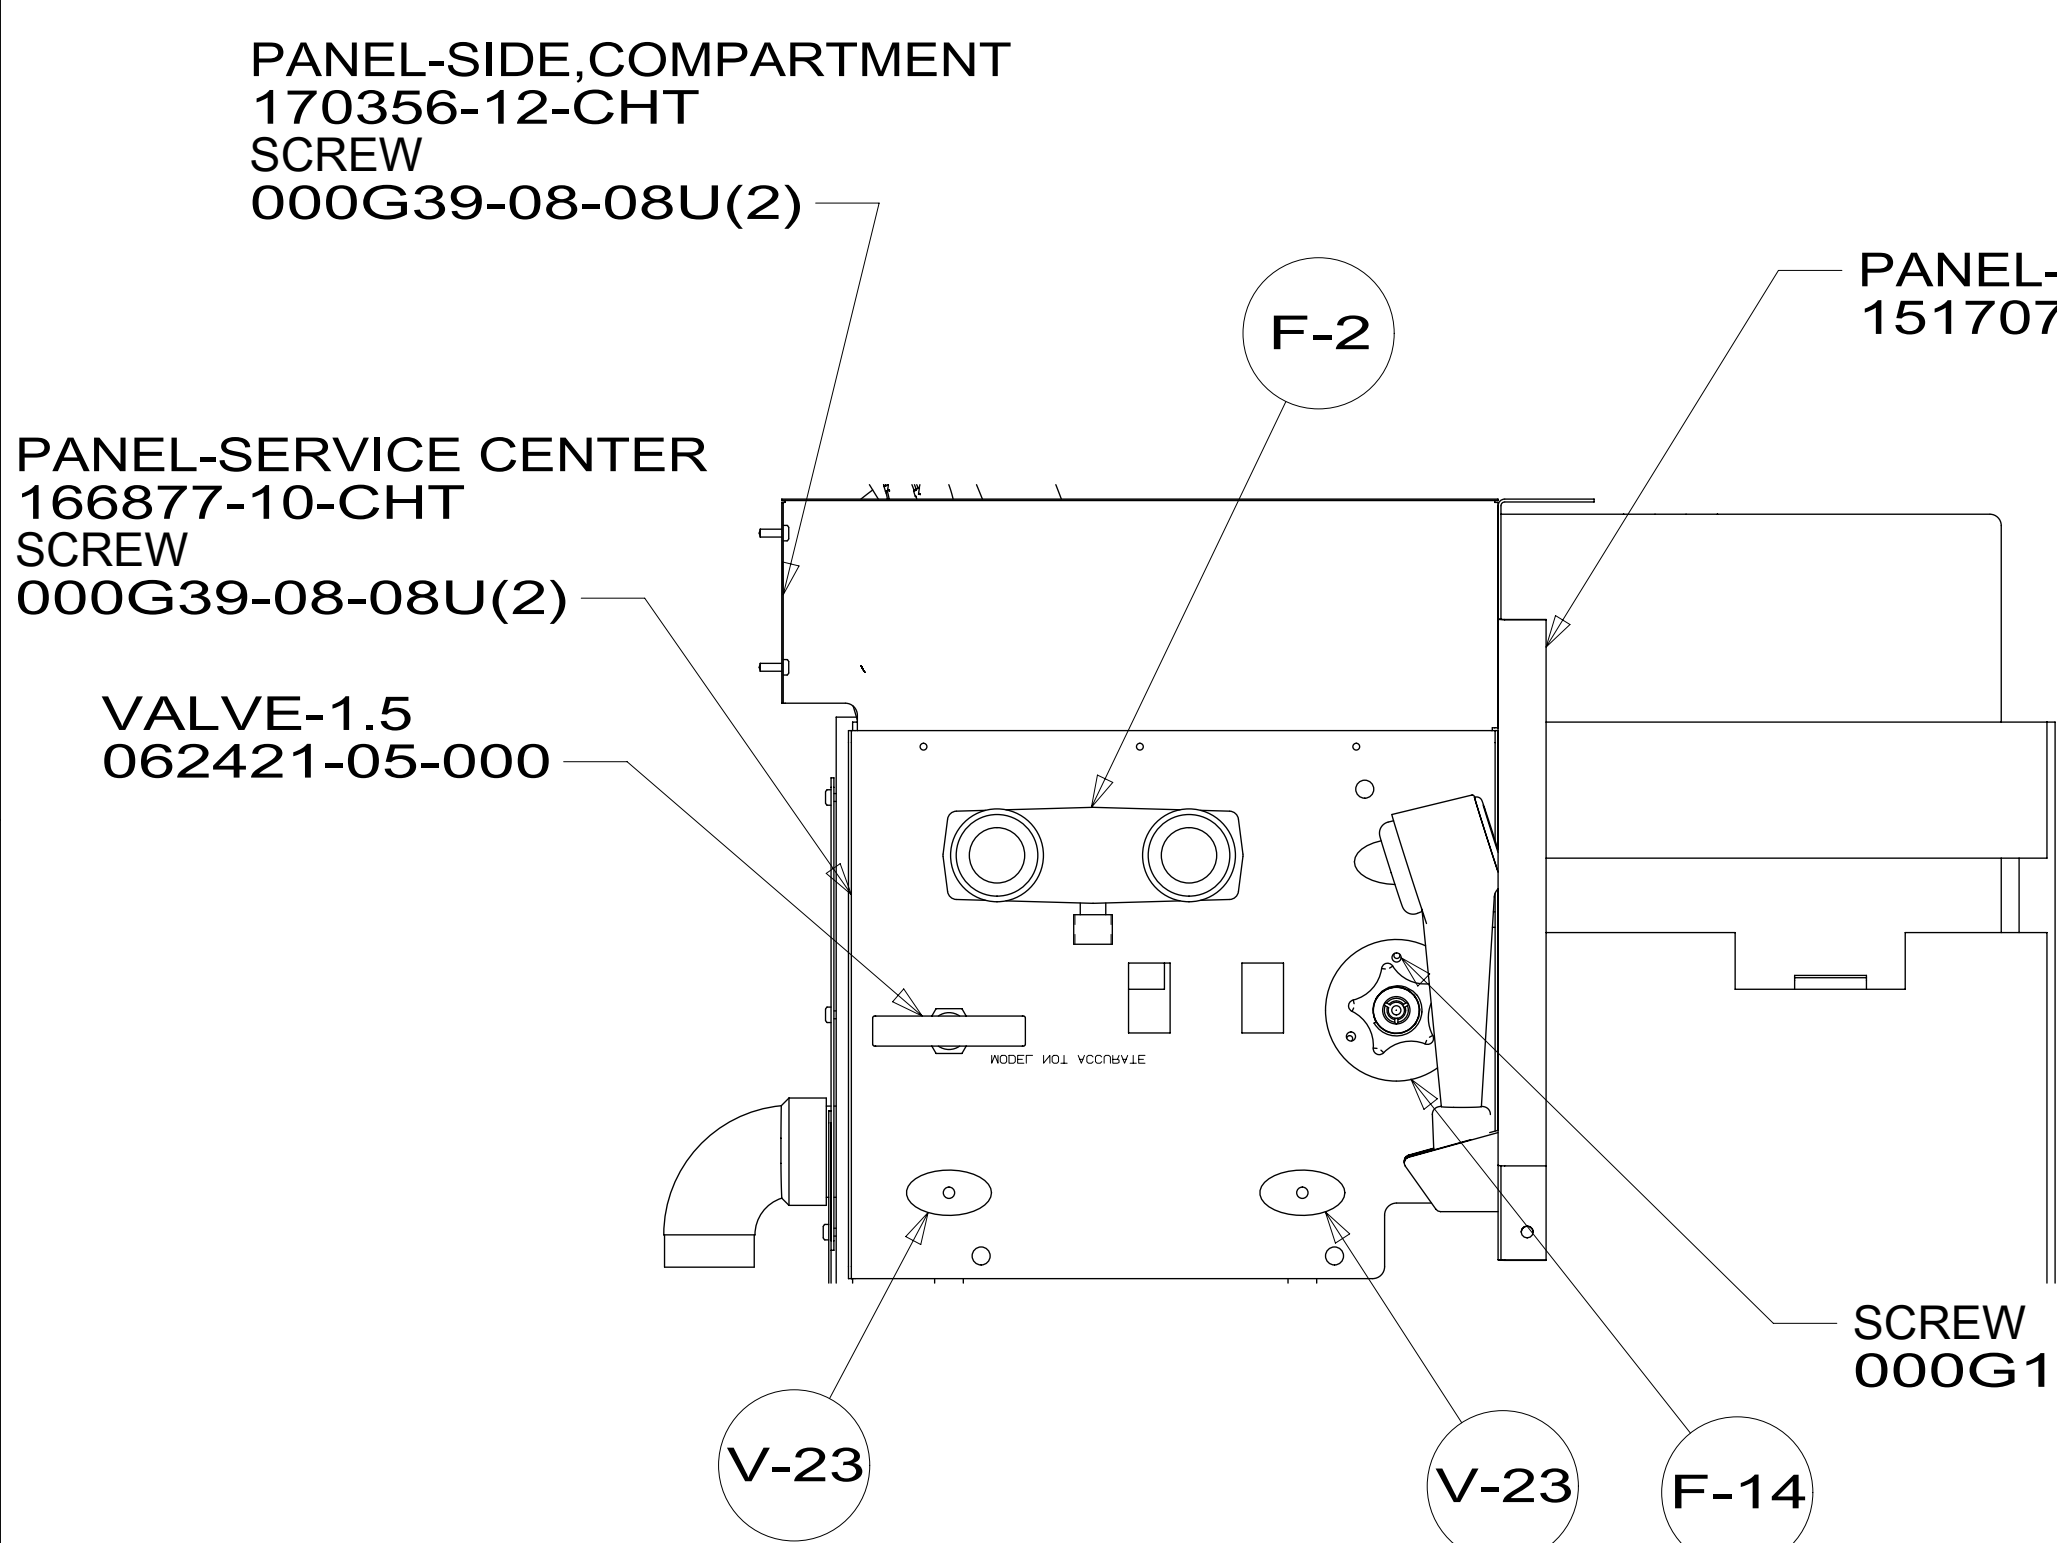 PANEL-SIDE,COMPARTMENT
170356-12-CHT
SCREW
000G39-08-08U(2)
F-2
PANEL-
151707
PANEL-SERVICE CENTER
166877-10-CHT
SCREW
000G39-08-08U(2)
VALVE-1.5
062421-05-000
MODEL NOT ACCURATE
SCREW
000G1
V-23
V-23
F-14